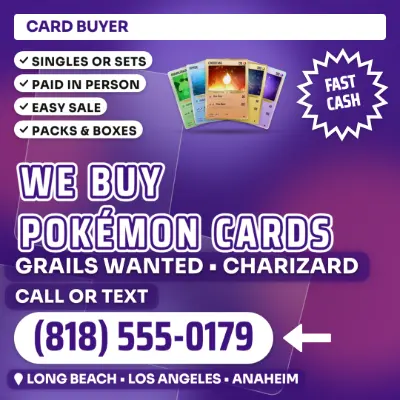 CARD BUYER
SINGLES OR SETS
PAID IN PERSON
EASY SALE
PACKS & BOXES
FAST
CASH
WE BUY
POKÉMON CARDS
GRAILS WANTED ▪ CHARIZARD
CALL OR TEXT
(818) 555-0179
LONG BEACH ▪ LOS ANGELES ▪ ANAHEIM